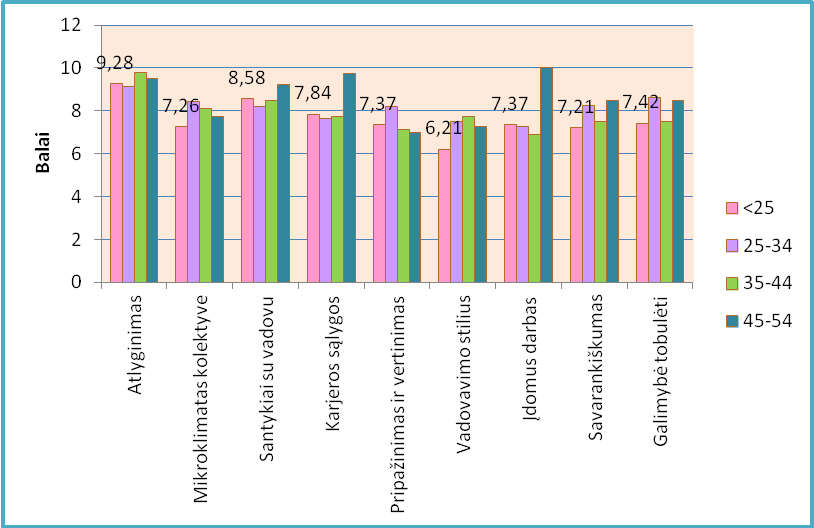 12
10
8
6
4
2
0
Balai
9,28
7,26
8,58
7,84
7,37
6,21
7,37
7,21
7,42
Atlyginimas
Mikroklimatas kolektyve
Santykiai su vadovu
Karjeros sąlygos
Pripažinimas ir vertinimas
Vadovavimo stilius
Įdomus darbas
Savarankiškumas
Galimybė tobulėti
<25
25-34
35-44
45-54